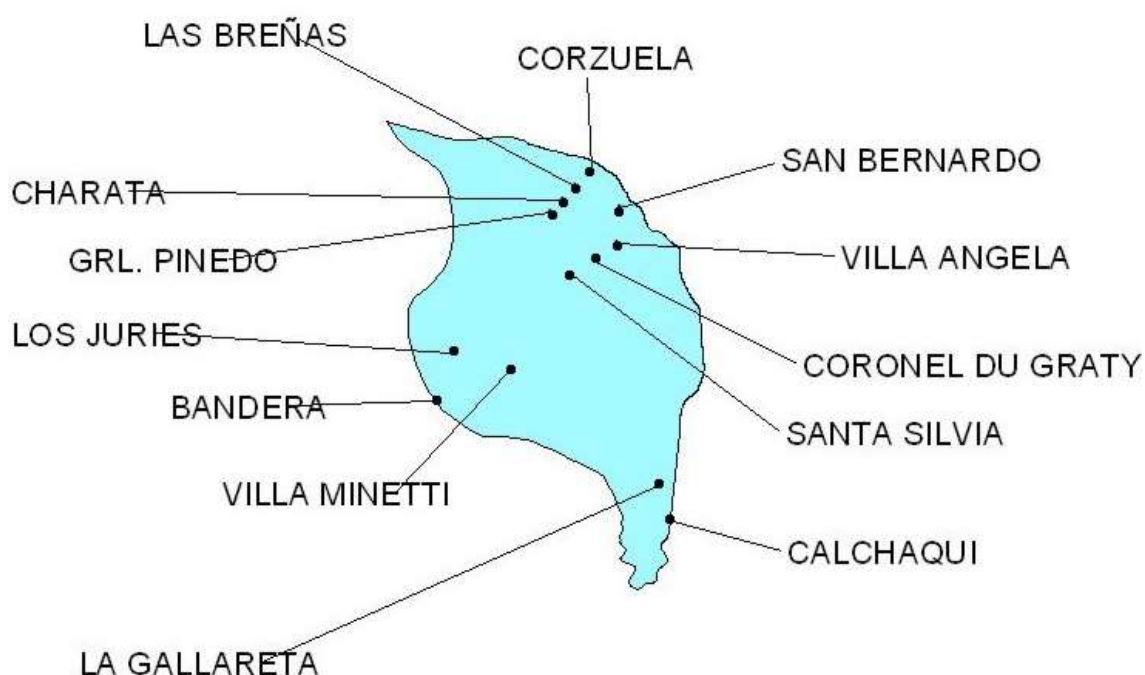 LAS BREÑAS
CORZUELA
SAN BERNARDO
CHARATA
GRL. PINEDO
VILLA ANGELA
LOS JURIES
CORONEL DU GRATY
BANDERA
SANTA SILVIA
VILLA MINETTI
CALCHAQUI
LA GALLARETA